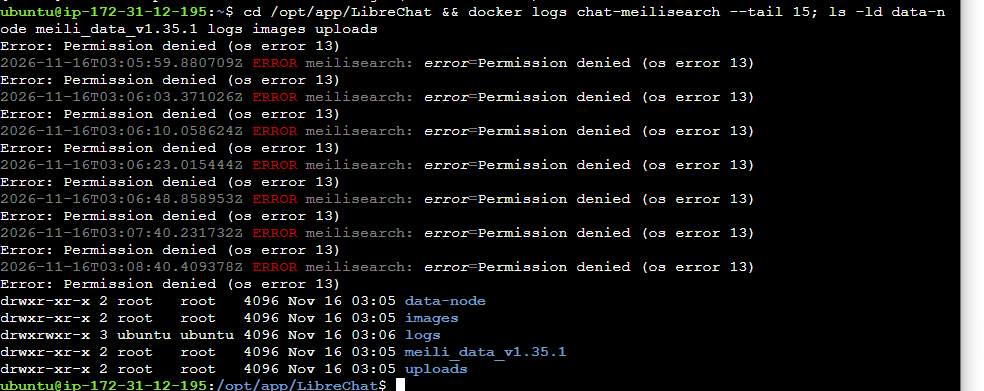 ubuntu@ip-172-31-12-195:~$ cd /opt/app/LibreChat && docker logs chat-meilisearch --tail 15; ls -ld data-n
ode meili_data_v1.35.1 logs images uploads
Error: Permission denied (os error 13)
2026-11-16T03:05:59.880709Z ERROR meilisearch: error=Permission denied (os error 13)
Error: Permission denied (os error 13)
2026-11-16T03:06:03.371026Z ERROR meilisearch: error=Permission denied (os error 13)
Error: Permission denied (os error 13)
2026-11-16T03:06:10.058624Z ERROR meilisearch: error=Permission denied (os error 13)
Error: Permission denied (os error 13)
2026-11-16T03:06:23.015444Z ERROR meilisearch: error=Permission denied (os error 13)
Error: Permission denied (os error 13)
2026-11-16T03:06:48.858953Z ERROR meilisearch: error=Permission denied (os error 13)
Error: Permission denied (os error 13)
2026-11-16T03:07:40.231732Z ERROR meilisearch: error=Permission denied (os error 13)
Error: Permission denied (os error 13)
2026-11-16T03:08:40.409378Z ERROR meilisearch: error=Permission denied (os error 13)
Error: Permission denied (os error 13)
drwxr-xr-x 2 root   root   4096 Nov 16 03:05 data-node
drwxr-xr-x 2 root   root   4096 Nov 16 03:05 images
drwxrwxr-x 3 ubuntu ubuntu 4096 Nov 16 03:06 logs
drwxr-xr-x 2 root   root   4096 Nov 16 03:05 meili_data_v1.35.1
drwxr-xr-x 2 root   root   4096 Nov 16 03:05 uploads
ubuntu@ip-172-31-12-195:/opt/app/LibreChat$